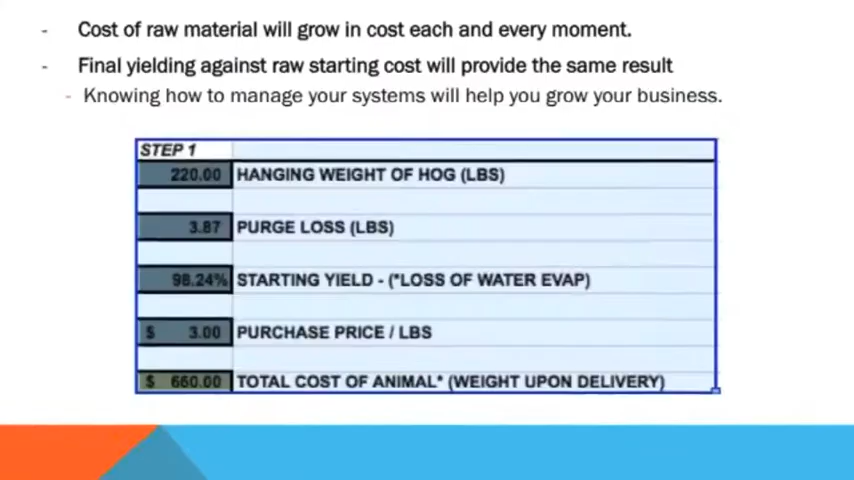 - Cost of raw material will grow in cost each and every moment.
- Final yielding against raw starting cost will provide the same result
- Knowing how to manage your systems will help you grow your business.
STEP 1
220.00 HANGING WEIGHT OF HOG (LBS)
3.87 PURGE LOSS (LBS)
98.24% STARTING YIELD - (*LOSS OF WATER EVAP)
$ 3.00 PURCHASE PRICE / LBS
$ 660.00 TOTAL COST OF ANIMAL* (WEIGHT UPON DELIVERY)